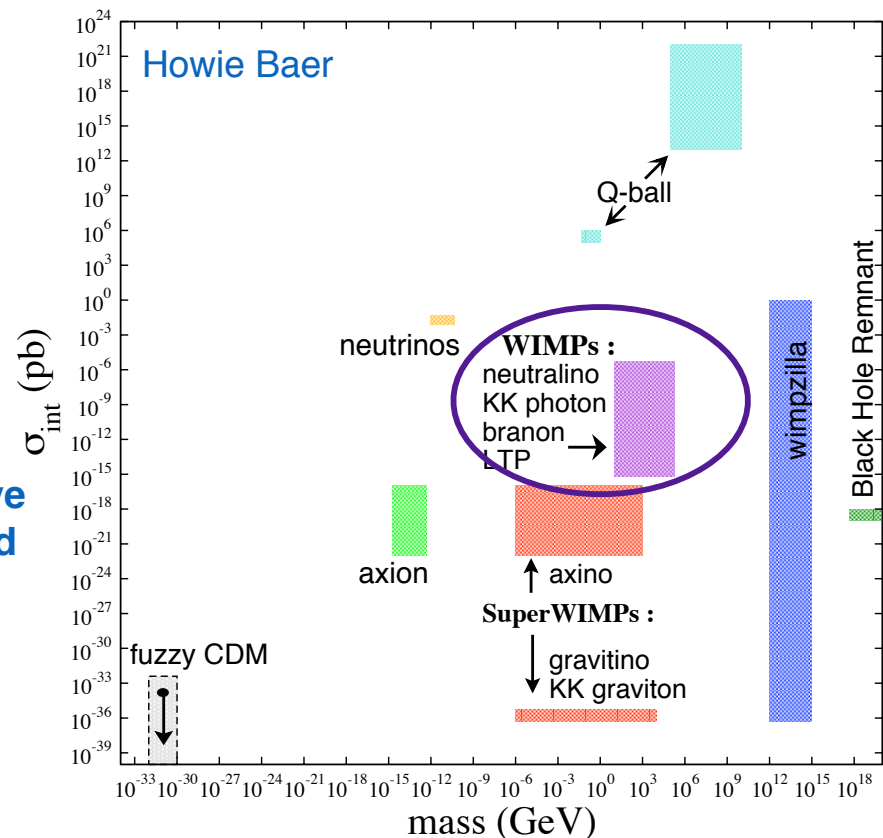 Howie Baer
Q-ball
neutrinos
WIMPs :
neutralino
KK photon
branon
LTP
wimpzilla
Black Hole Remnant
axion
axino
SuperWIMPs :
gravitino
KK graviton
fuzzy CDM
σ_int (pb)
10^24
10^21
10^18
10^15
10^12
10^9
10^6
10^3
10^0
10^-3
10^-6
10^-9
10^-12
10^-15
10^-18
10^-21
10^-24
10^-27
10^-30
10^-33
10^-36
10^-39
10^-33 10^-30 10^-27 10^-24 10^-21 10^-18 10^-15 10^-12 10^-9 10^-6 10^-3 10^0 10^3 10^6 10^9 10^12 10^15 10^18
mass (GeV)